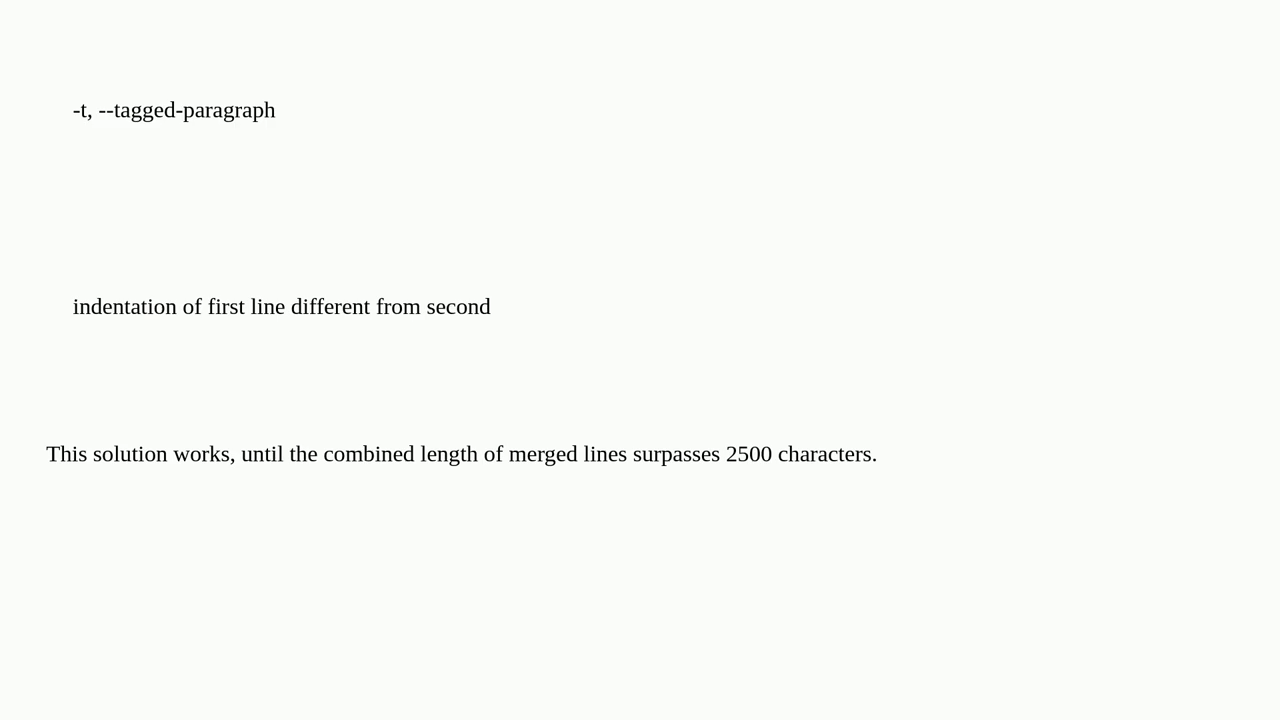 -t, --tagged-paragraph
indentation of first line different from second
This solution works, until the combined length of merged lines surpasses 2500 characters.